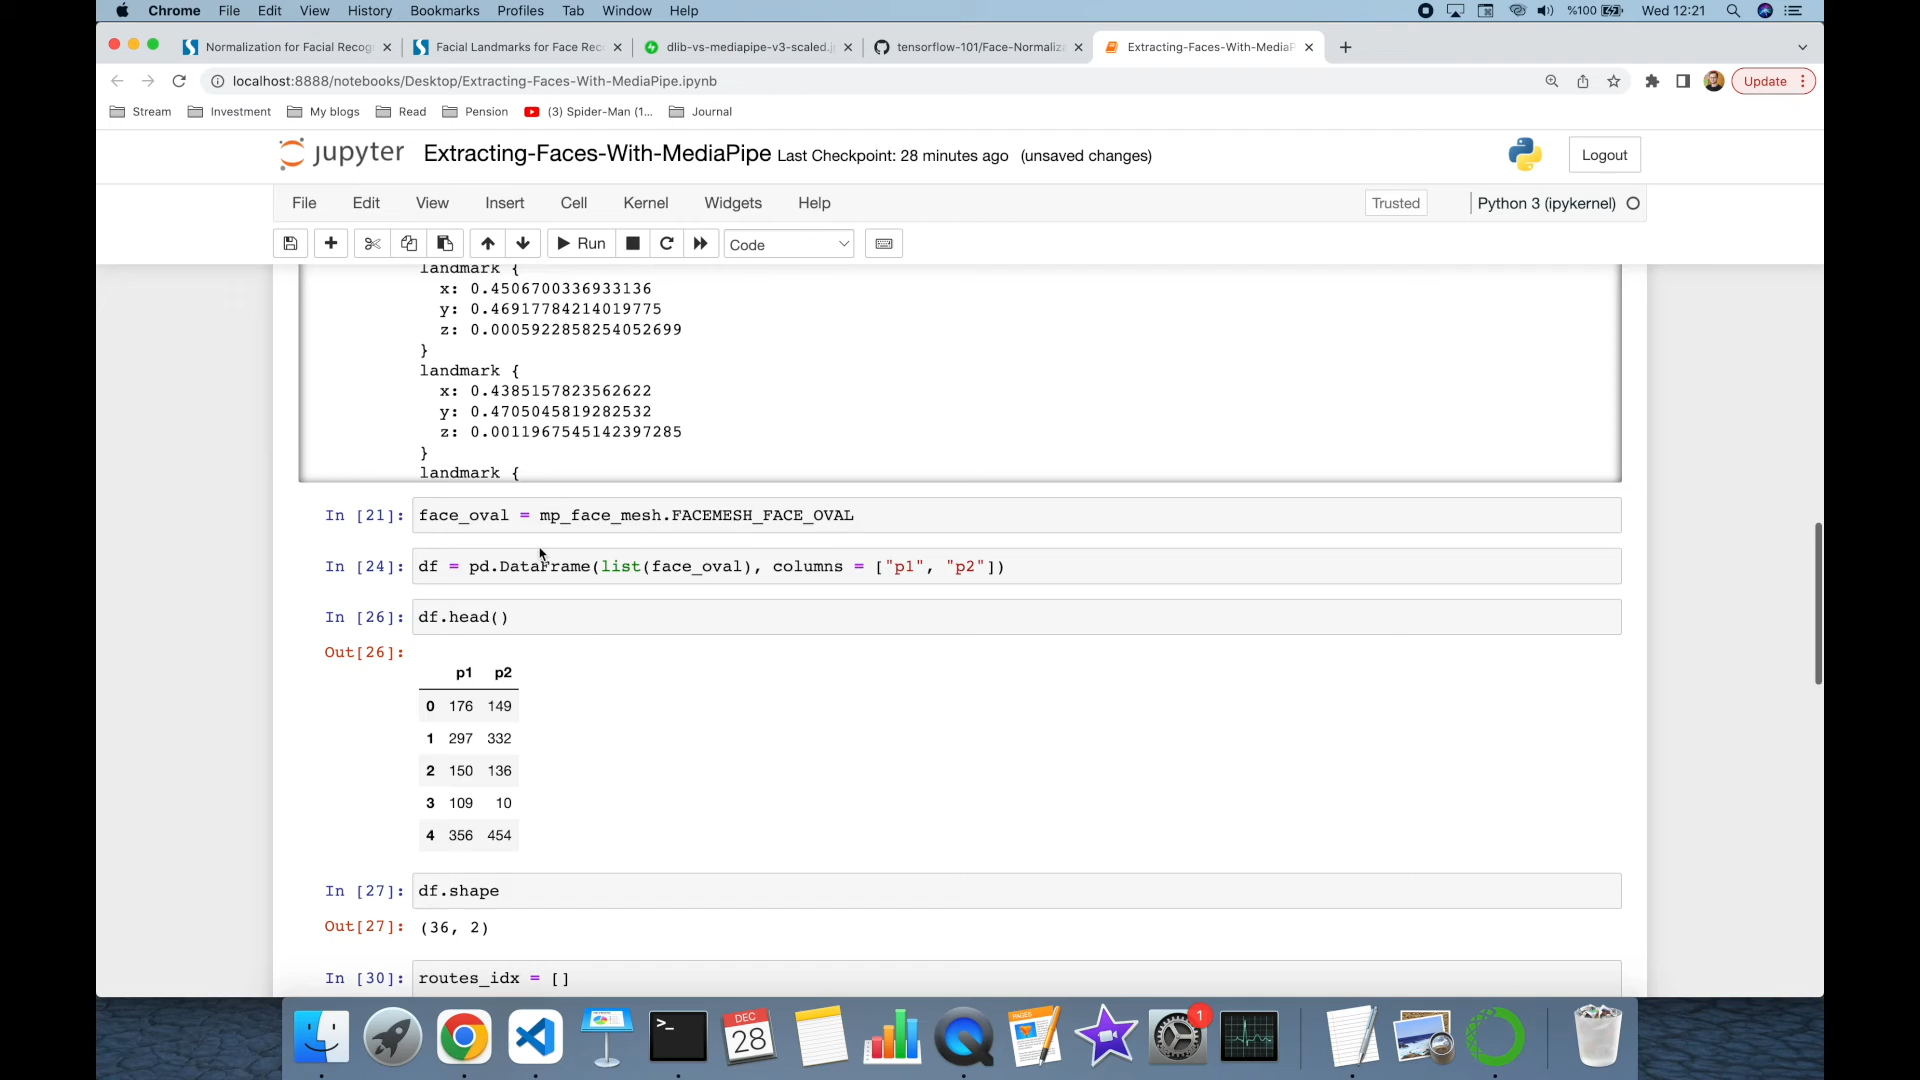 Chrome File Edit View History Bookmarks Profiles Tab Window Help %100 Wed 12:21
Normalization for Facial Recog
Facial Landmarks for Face Rec
dlib-vs-mediapipe-v3-scaled.j
tensorflow-101/Face-Normaliz
Extracting-Faces-With-MediaP
localhost:8888/notebooks/Desktop/Extracting-Faces-With-MediaPipe.ipynb
Update
Stream Investment My blogs Read Pension (3) Spider-Man (1... Journal
jupyter Extracting-Faces-With-MediaPipe Last Checkpoint: 28 minutes ago (unsaved changes)
Logout
File Edit View Insert Cell Kernel Widgets Help
Trusted
Python 3 (ipykernel)
Run
Code
landmark {
x: 0.4506700336933136
y: 0.46917784214019775
z: 0.0005922858254052699
}
landmark {
x: 0.4385157823562622
y: 0.4705045819282532
z: 0.0011967545142397285
}
landmark {
In [21]: face_oval = mp_face_mesh.FACEMESH_FACE_OVAL
In [24]: df = pd.DataFrame(list(face_oval), columns = ["p1", "p2"])
In [26]: df.head()
Out[26]:
p1 p2
0 176 149
1 297 332
2 150 136
3 109 10
4 356 454
In [27]: df.shape
Out[27]: (36, 2)
In [30]: routes_idx = []
DEC
28
PAGES
1